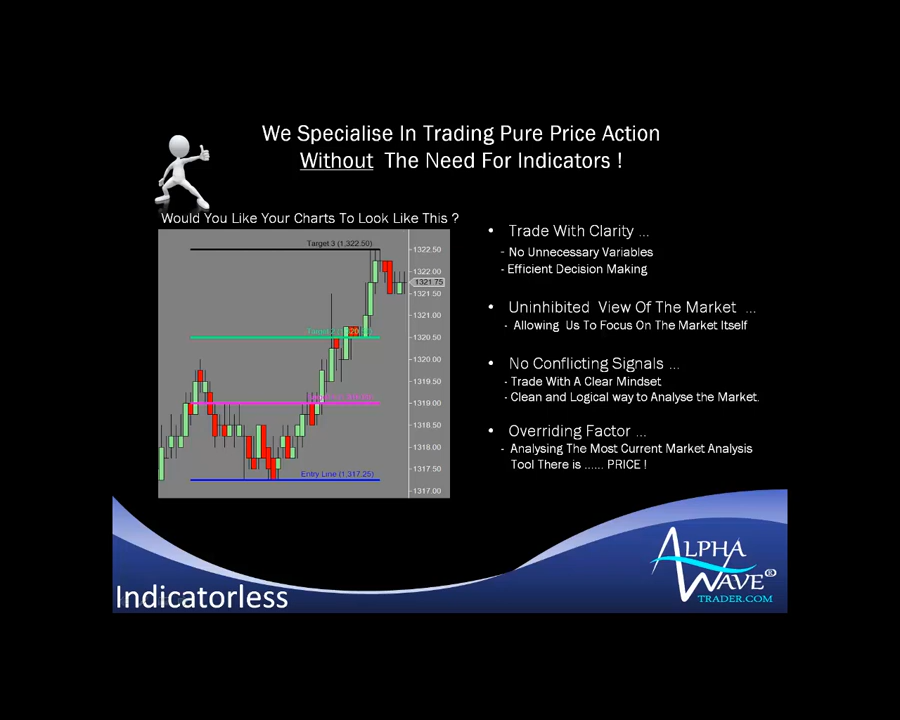 We Specialise In Trading Pure Price Action
Without The Need For Indicators !
Would You Like Your Charts To Look Like This ?
Target 3 (1,322.50)
1322.50
1322.00
1321.75
1321.50
1321.00
1320.50
1320.00
1319.50
1319.00
1318.50
1318.00
1317.50
1317.00
Entry Line (1,317.25)
• Trade With Clarity ...
- No Unnecessary Variables
- Efficient Decision Making
• Uninhibited View Of The Market ...
- Allowing Us To Focus On The Market Itself
• No Conflicting Signals ...
- Trade With A Clear Mindset
- Clean and Logical way to Analyse the Market.
• Overriding Factor ...
- Analysing The Most Current Market Analysis
Tool There is ...... PRICE !
Indicatorless
ALPHA
WAVE ®
TRADER.COM